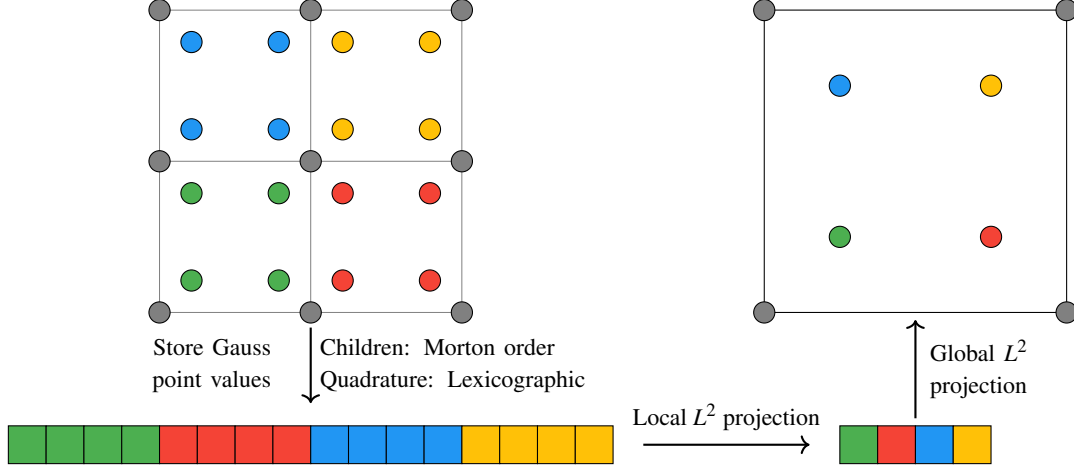 Store Gauss
point values
Children: Morton order
Quadrature: Lexicographic
Local L² projection
Global L²
projection